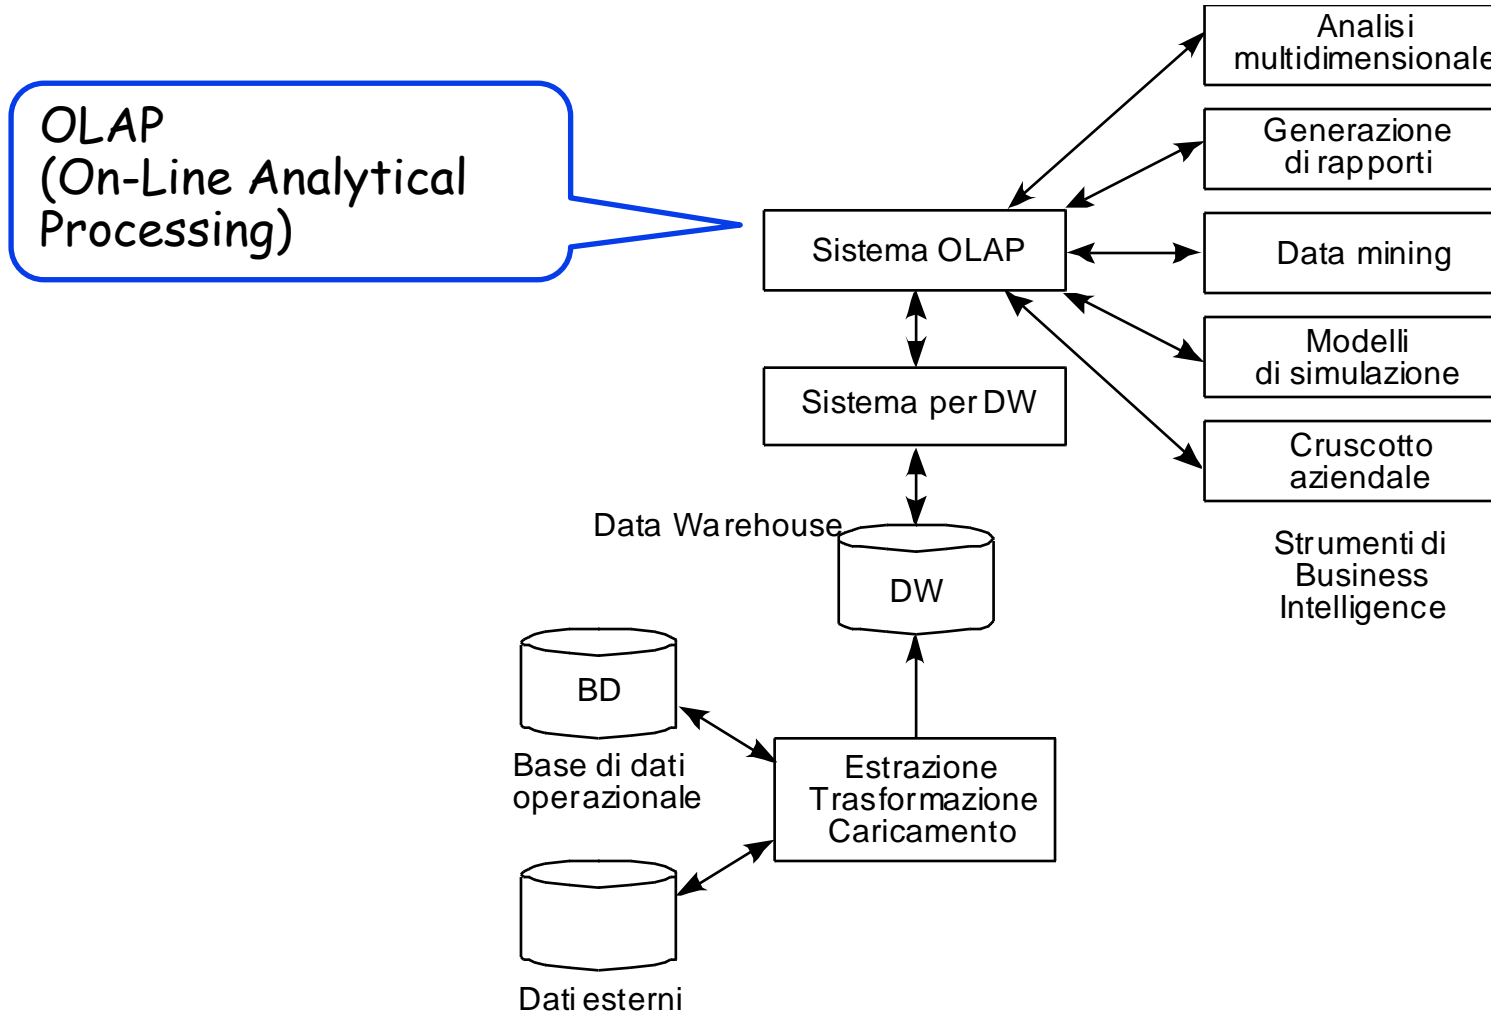 OLAP
(On-Line Analytical
Processing)
Analisi
multidimensionale
Generazione
di rapporti
Sistema OLAP
Data mining
Modelli
di simulazione
Sistema per DW
Cruscotto
aziendale
Data Warehouse
Strumenti di
Business
Intelligence
DW
BD
Base di dati
operazionale
Estrazione
Trasformazione
Caricamento
Dati esterni